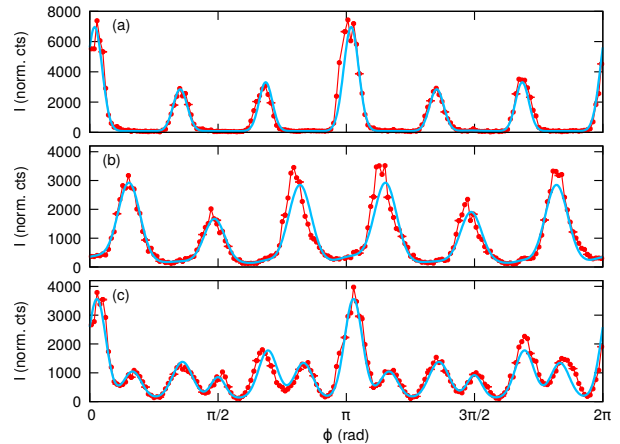 (a)
I (norm. cts)
8000
6000
4000
2000
0
(b)
I (norm. cts)
4000
3000
2000
1000
0
(c)
I (norm. cts)
4000
3000
2000
1000
0
0 π/2 π 3π/2 2π
ϕ (rad)